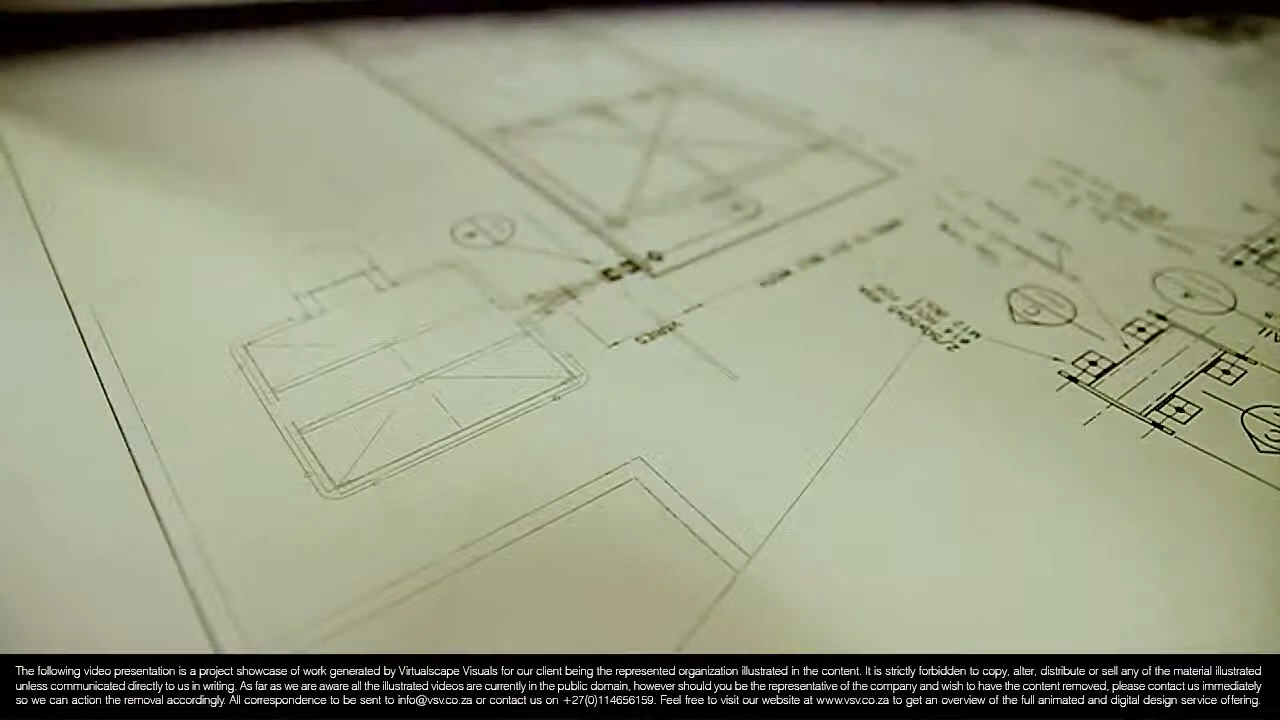 VARIES
The following video presentation is a project showcase of work generated by Virtualscape Visuals for our client being the represented organization illustrated in the content. It is strictly forbidden to copy, alter, distribute or sell any of the material illustrated
unless communicated directly to us in writing. As far as we are aware all the illustrated videos are currently in the public domain, however should you be the representative of the company and wish to have the content removed, please contact us immediately
so we can action the removal accordingly. All correspondence to be sent to info@vsv.co.za or contact us on +27(0)114656159. Feel free to visit our website at www.vsv.co.za to get an overview of the full animated and digital design service offering.